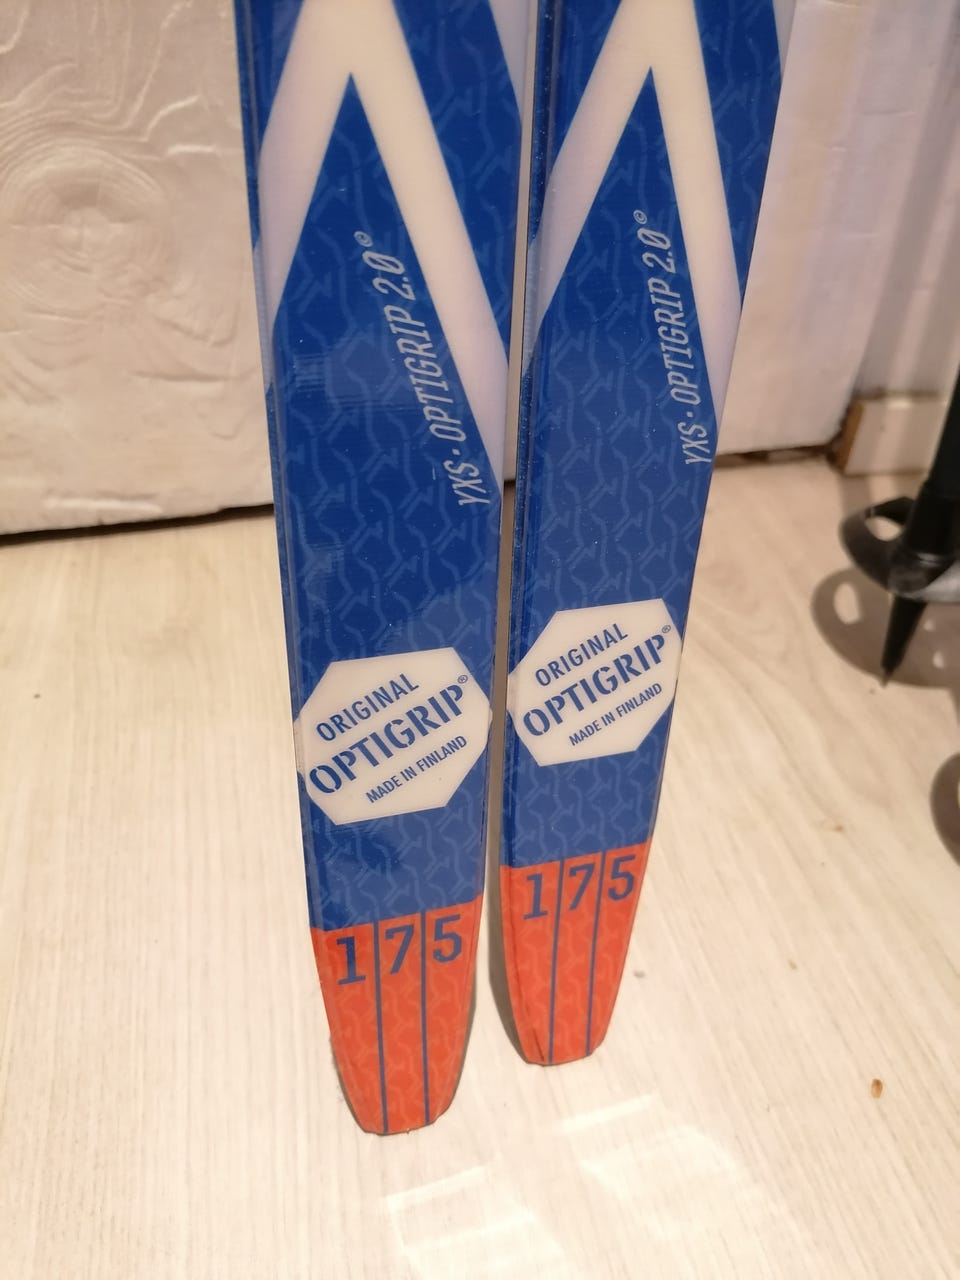 YXS · OPTIGRIP 2.0©
ORIGINAL
OPTIGRIP®
MADE IN FINLAND
175
YXS · OPTIGRIP 2.0©
ORIGINAL
OPTIGRIP®
MADE IN FINLAND
175